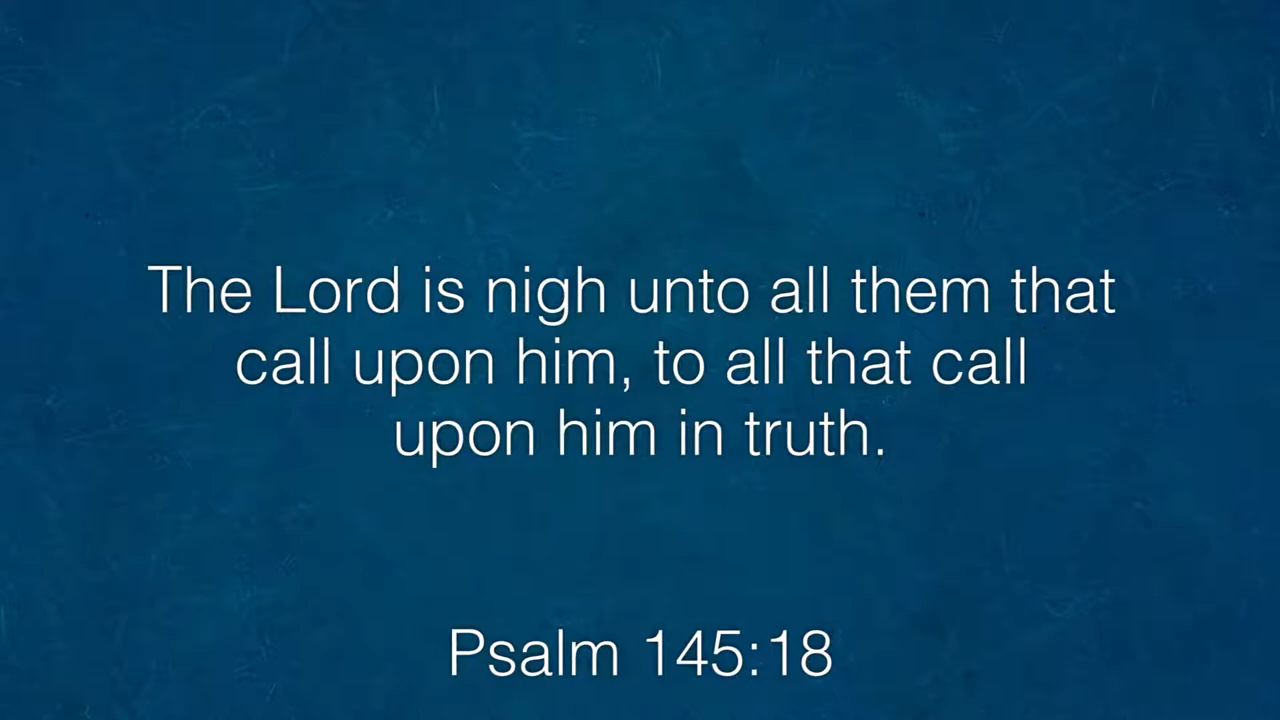 The Lord is nigh unto all them that
call upon him, to all that call
upon him in truth.
Psalm 145:18